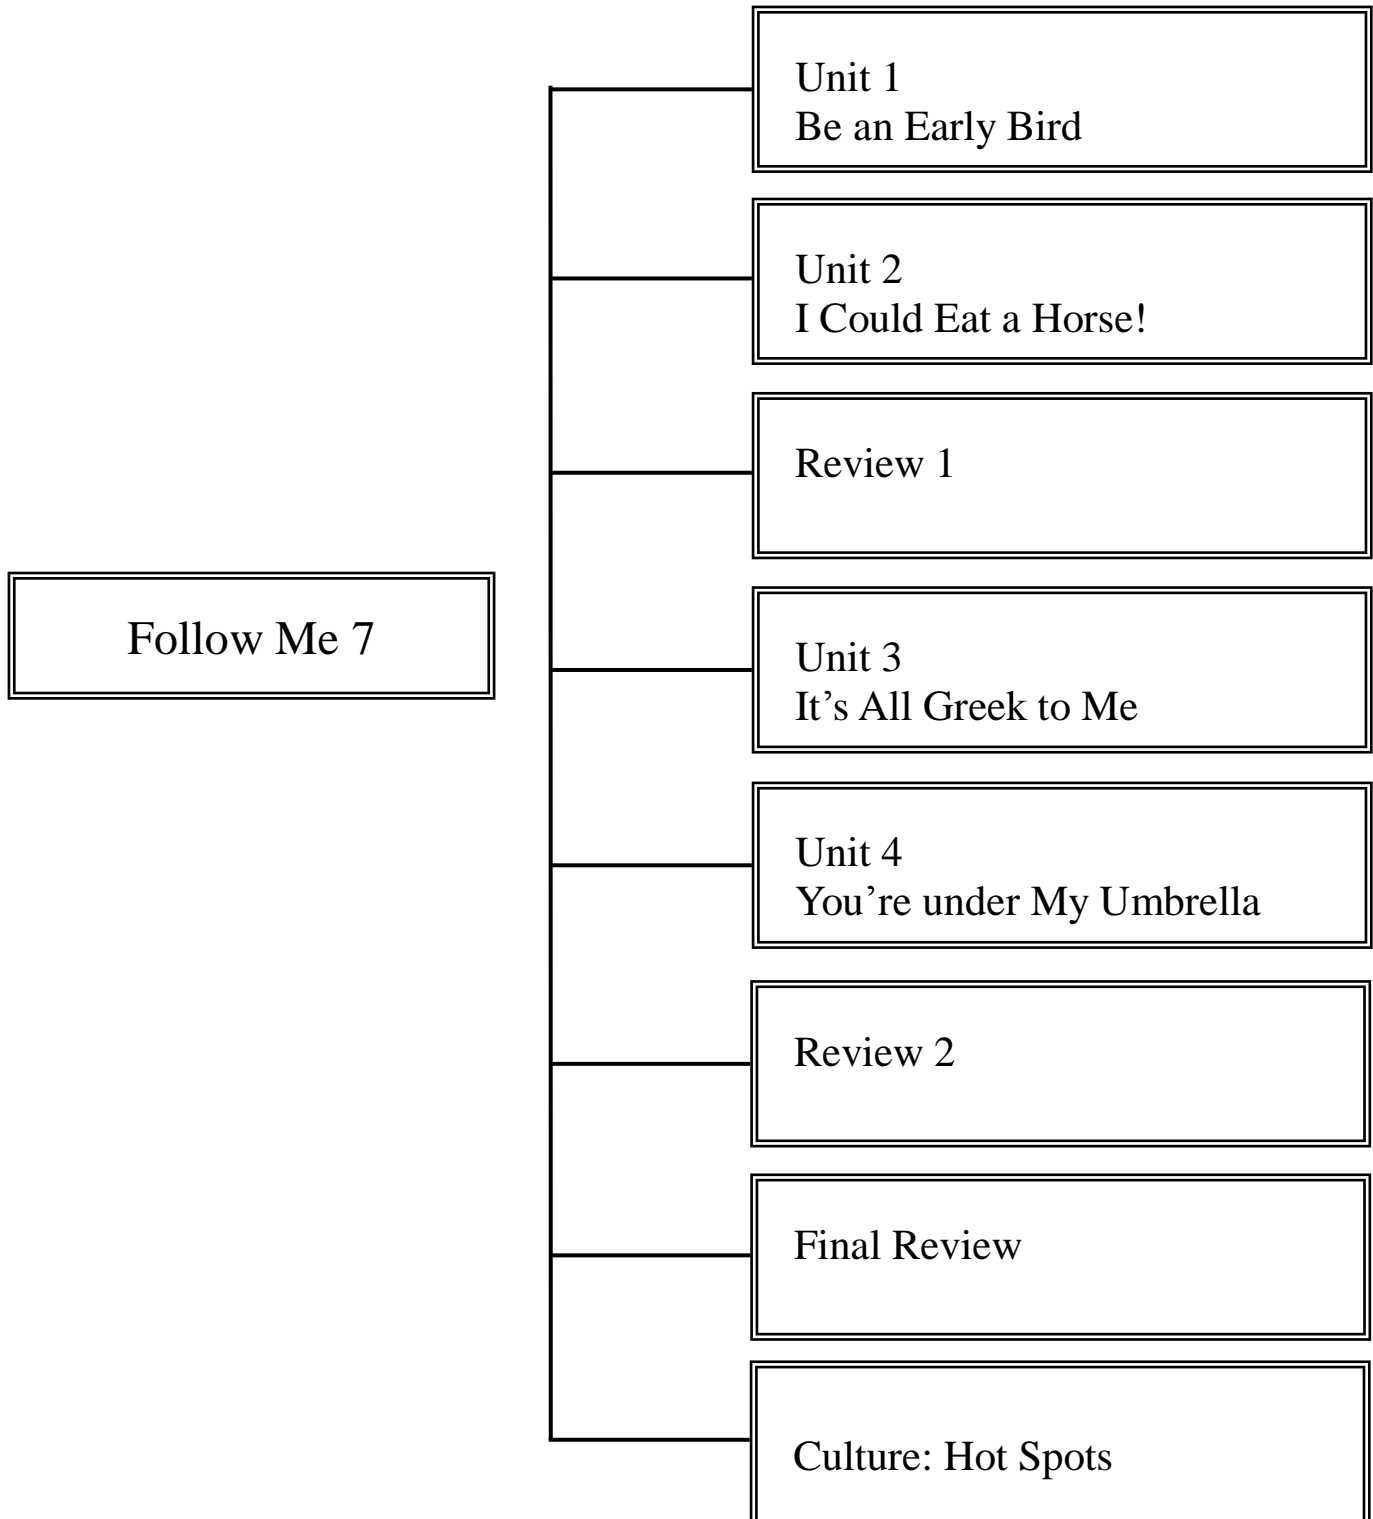 Follow Me 7
Unit 1
Be an Early Bird
Unit 2
I Could Eat a Horse!
Review 1
Unit 3
It’s All Greek to Me
Unit 4
You’re under My Umbrella
Review 2
Final Review
Culture: Hot Spots